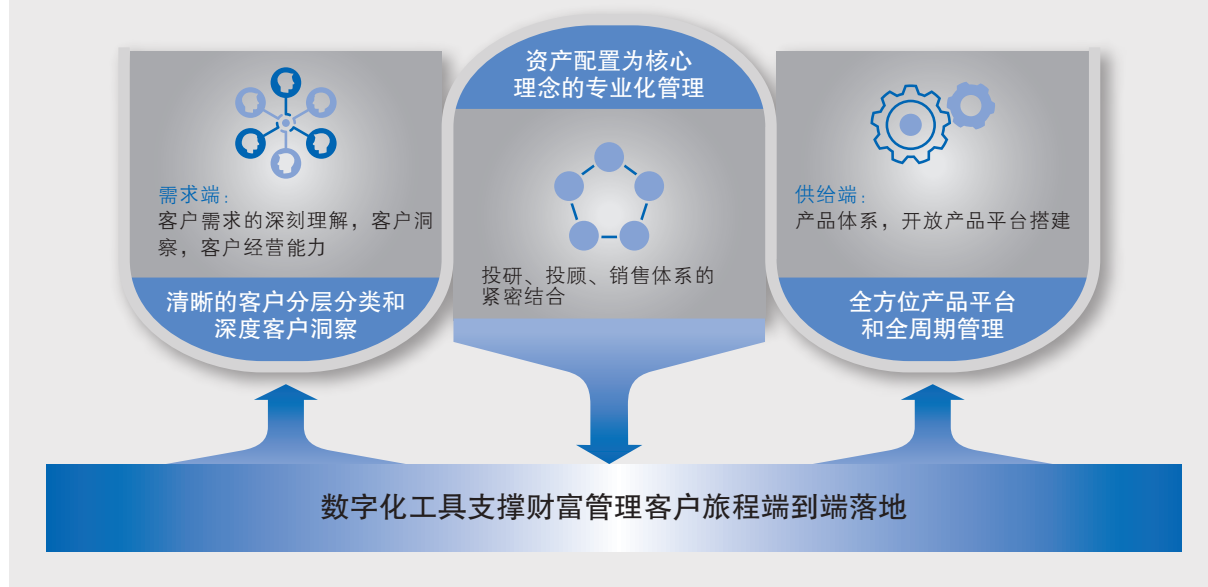 需求端：
客户需求的深刻理解，客户洞
察，客户经营能力
清晰的客户分层分类和
深度客户洞察
资产配置为核心
理念的专业化管理
投研、投顾、销售体系的
紧密结合
供给端：
产品体系，开放产品平台搭建
全方位产品平台
和全周期管理
数字化工具支撑财富管理客户旅程端到端落地